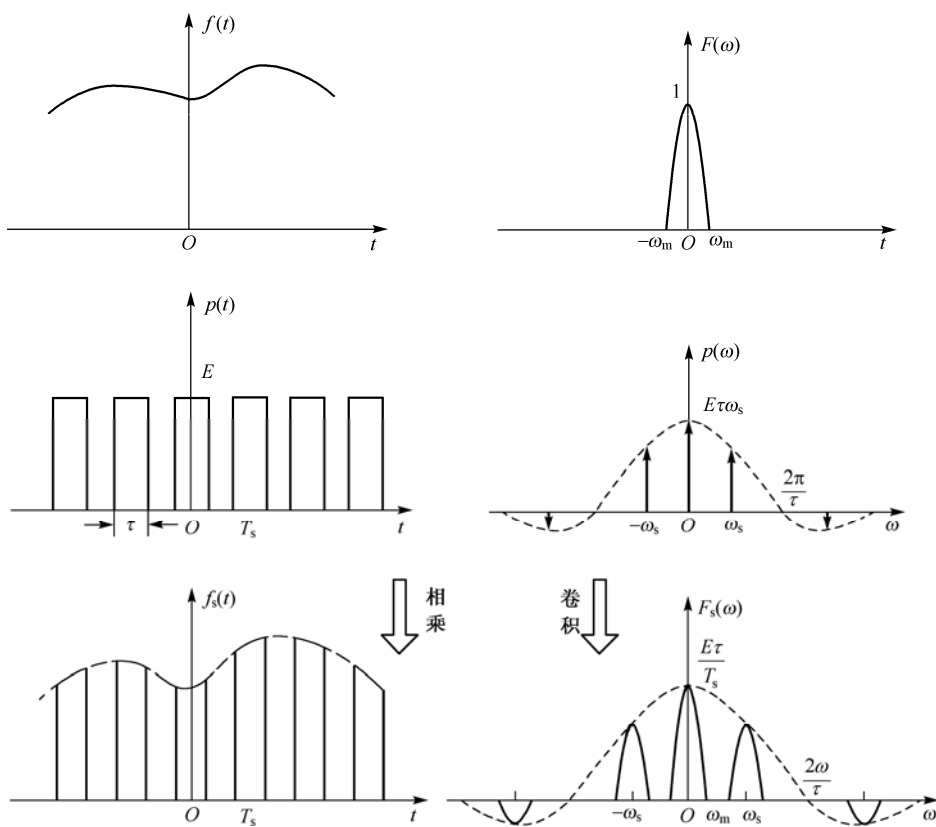 f(t)
O
t
F(ω)
1
−ωm
O
ωm
t
p(t)
E
τ
O
Ts
t
p(ω)
Eτωs
2π
τ
−ωs
O
ωs
ω
fs(t)
O
Ts
t
相
乘
卷
积
Fs(ω)
Eτ
Ts
2ω
τ
−ωs
O
ωm
ωs
ω